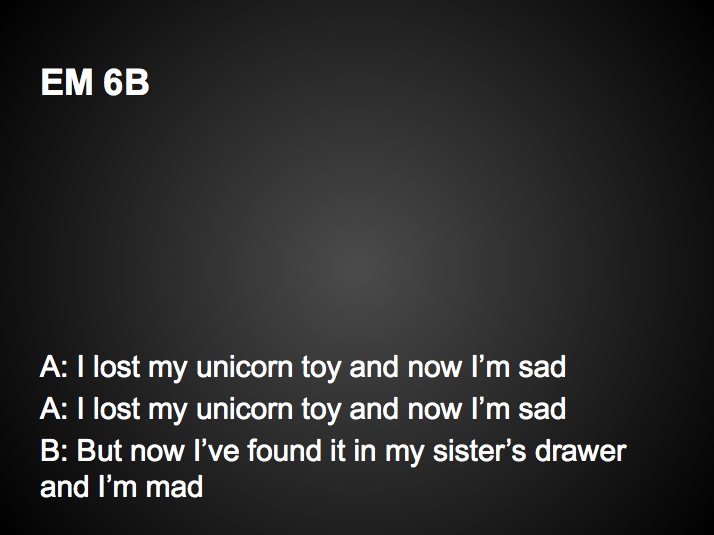 EM 6B
A: I lost my unicorn toy and now I’m sad
A: I lost my unicorn toy and now I’m sad
B: But now I’ve found it in my sister’s drawer
and I’m mad